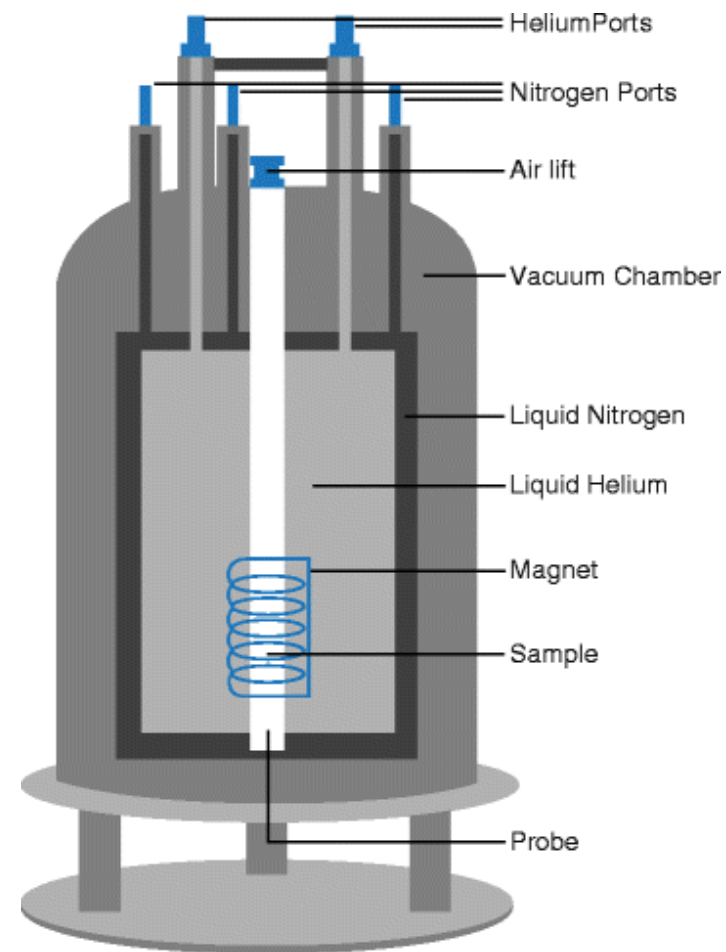 HeliumPorts
Nitrogen Ports
Air lift
Vacuum Chamber
Liquid Nitrogen
Liquid Helium
Magnet
Sample
Probe